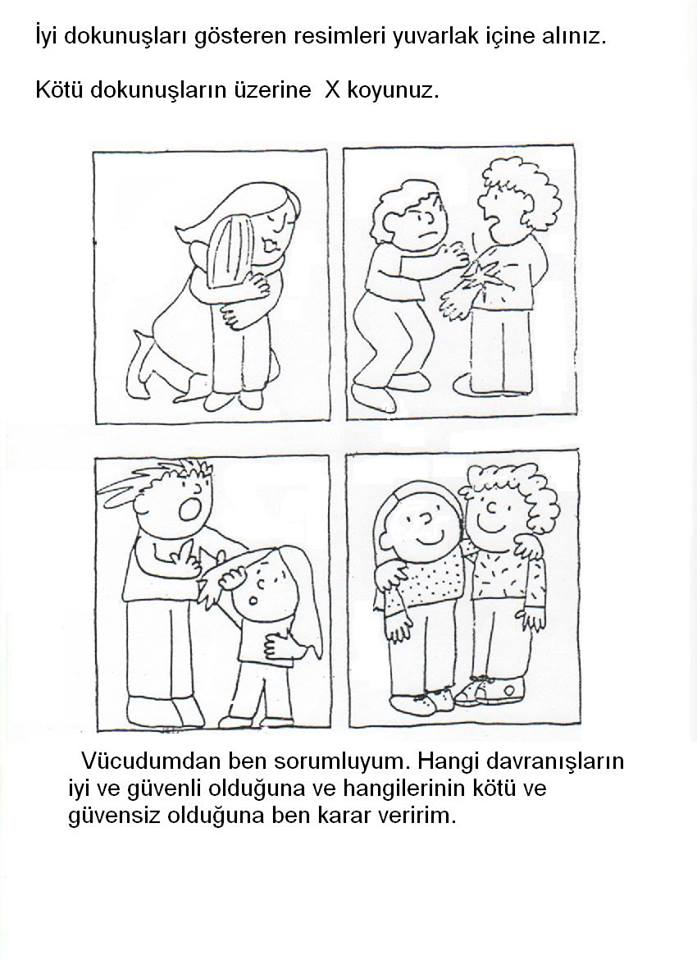 İyi dokunuşları gösteren resimleri yuvarlak içine alınız.
Kötü dokunuşların üzerine X koyunuz.
Vücudumdan ben sorumluyum. Hangi davranışların
iyi ve güvenli olduğuna ve hangilerinin kötü ve
güvensiz olduğuna ben karar veririm.